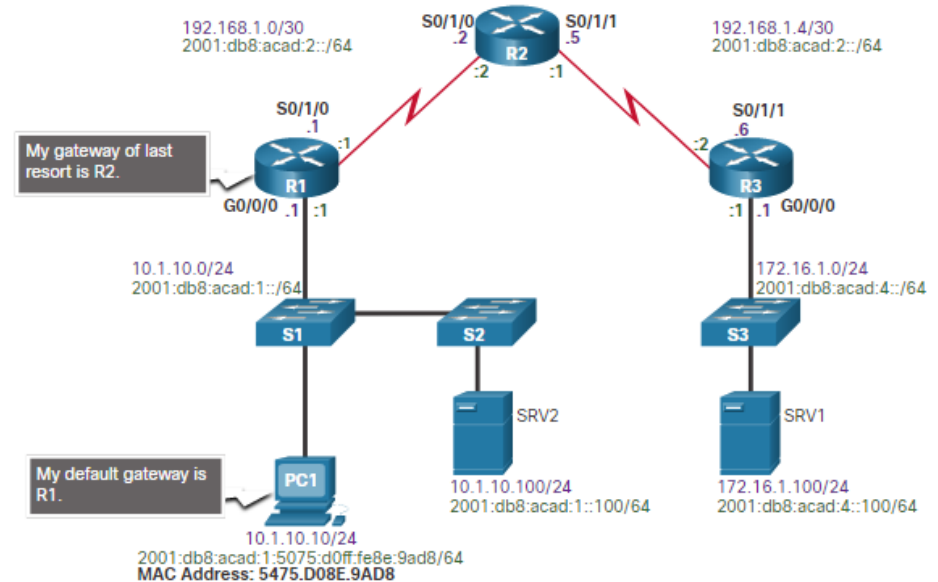 192.168.1.0/30
2001:db8:acad:2::/64
S0/1/0
.2
S0/1/1
.5
R2
:2
:1
192.168.1.4/30
2001:db8:acad:2::/64
S0/1/0
.1
:1
S0/1/1
.6
:2
My gateway of last
resort is R2.
R1
R3
G0/0/0
.1
:1
:1
.1
G0/0/0
10.1.10.0/24
2001:db8:acad:1::/64
172.16.1.0/24
2001:db8:acad:4::/64
S1
S2
S3
SRV2
SRV1
My default gateway is
R1.
PC1
10.1.10.100/24
2001:db8:acad:1::100/64
172.16.1.100/24
2001:db8:acad:4::100/64
10.1.10.10/24
2001:db8:acad:1:5075:d0ff:fe8e:9ad8/64
MAC Address: 5475.D08E.9AD8